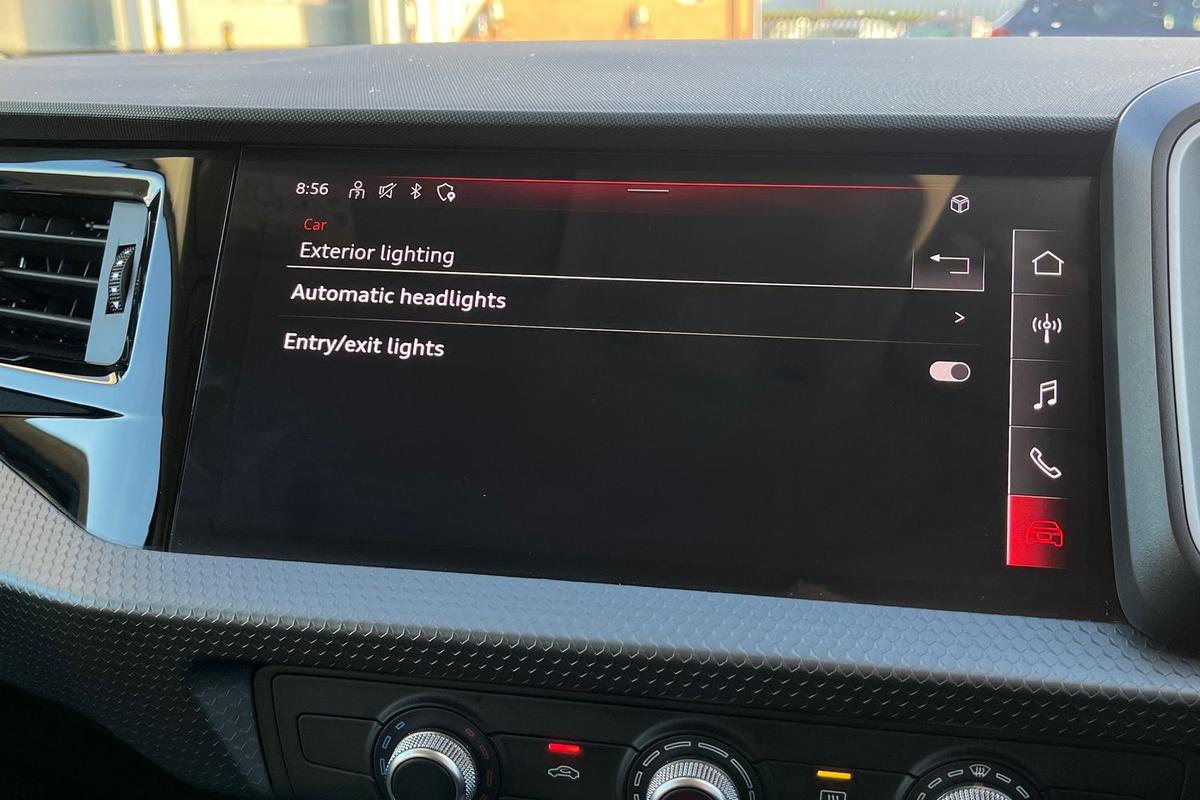 8:56
Car
Exterior lighting
Automatic headlights
Entry/exit lights